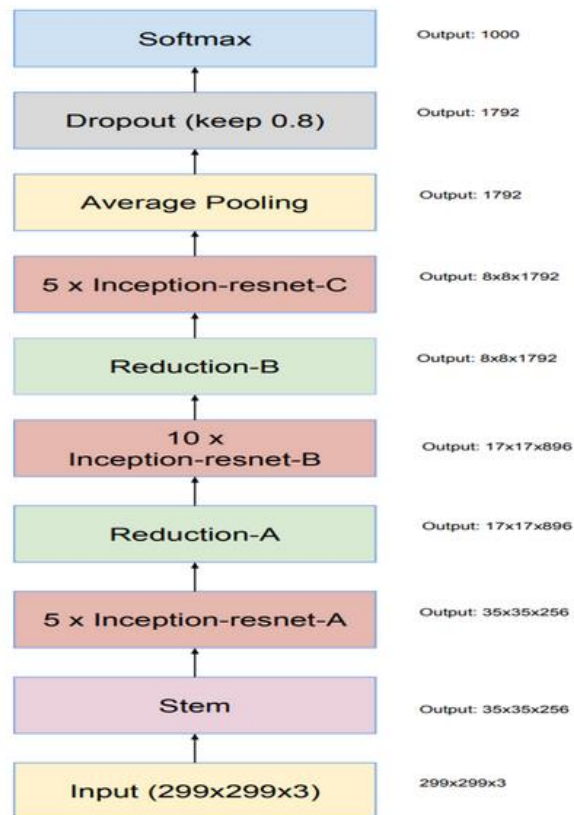 Softmax
Output: 1000
Dropout (keep 0.8)
Output: 1792
Average Pooling
Output: 1792
5 x Inception-resnet-C
Output: 8x8x1792
Reduction-B
Output: 8x8x1792
10 x
Inception-resnet-B
Output: 17x17x896
Reduction-A
Output: 17x17x896
5 x Inception-resnet-A
Output: 35x35x256
Stem
Output: 35x35x256
Input (299x299x3)
299x299x3